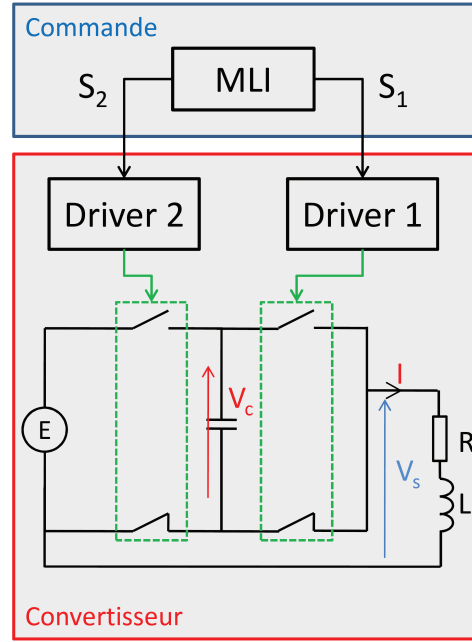 Commande
MLI
S2
S1
Driver 2
Driver 1
E
Vc
I
Vs
R
L
Convertisseur